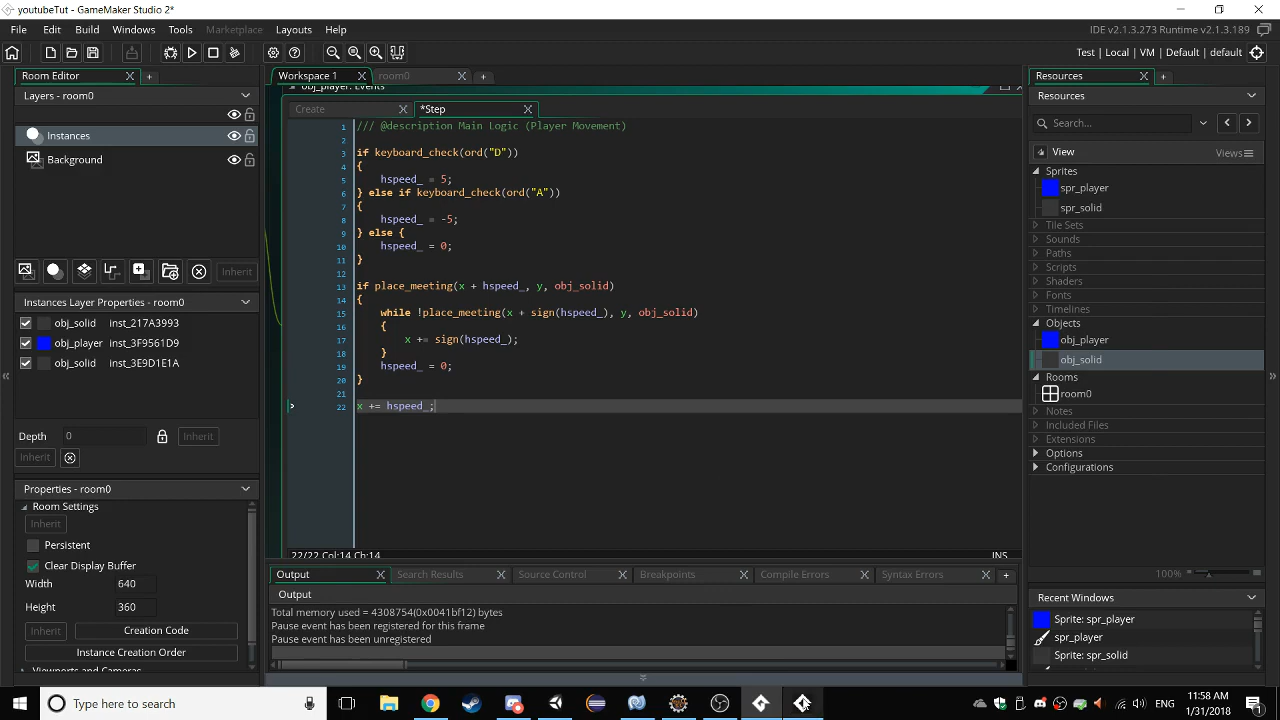 youtubeTut - GameMaker Studio 2*
File Edit Build Windows Tools Marketplace Layouts Help
IDE v2.1.3.273 Runtime v2.1.3.189
Test | Local | VM | Default | default
Room Editor
Workspace 1
room0
Resources
Layers - room0
obj_player: Events
Resources
Create
*Step
Search...
Instances
Background
View
Views
1 /// @description Main Logic (Player Movement)
2
3 if keyboard_check(ord("D"))
4 {
5 hspeed_ = 5;
6 } else if keyboard_check(ord("A"))
7 {
8 hspeed_ = -5;
9 } else {
10 hspeed_ = 0;
11 }
12
13 if place_meeting(x + hspeed_, y, obj_solid)
14 {
15 while !place_meeting(x + sign(hspeed_), y, obj_solid)
16 {
17 x += sign(hspeed_);
18 }
19 hspeed_ = 0;
20 }
21
22 x += hspeed_;
22/22 Col:14 Ch:14
INS
Sprites
spr_player
spr_solid
Tile Sets
Sounds
Paths
Scripts
Shaders
Fonts
Timelines
Objects
obj_player
obj_solid
Rooms
room0
Notes
Included Files
Extensions
Options
Configurations
100%
Inherit
Instances Layer Properties - room0
obj_solid inst_217A3993
obj_player inst_3F9561D9
obj_solid inst_3E9D1E1A
Depth 0 Inherit
Inherit
Properties - room0
Room Settings
Inherit
Persistent
Clear Display Buffer
Width 640
Height 360
Inherit Creation Code
Instance Creation Order
Viewports and Cameras
Output
Search Results
Source Control
Breakpoints
Compile Errors
Syntax Errors
Output
Total memory used = 4308754(0x0041bf12) bytes
Pause event has been registered for this frame
Pause event has been unregistered
Recent Windows
Sprite: spr_player
spr_player
Sprite: spr_solid
Type here to search
ENG
11:58 AM
1/31/2018